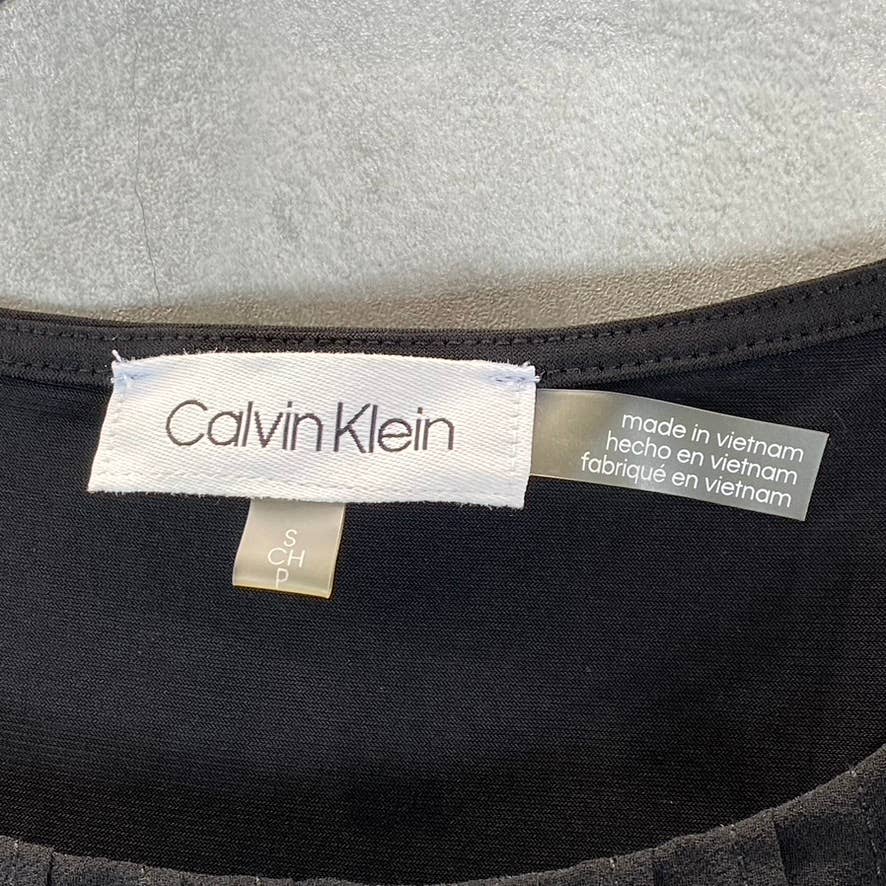 Calvin Klein
made in vietnam
hecho en vietnam
fabriqué en vietnam
S
CH
P